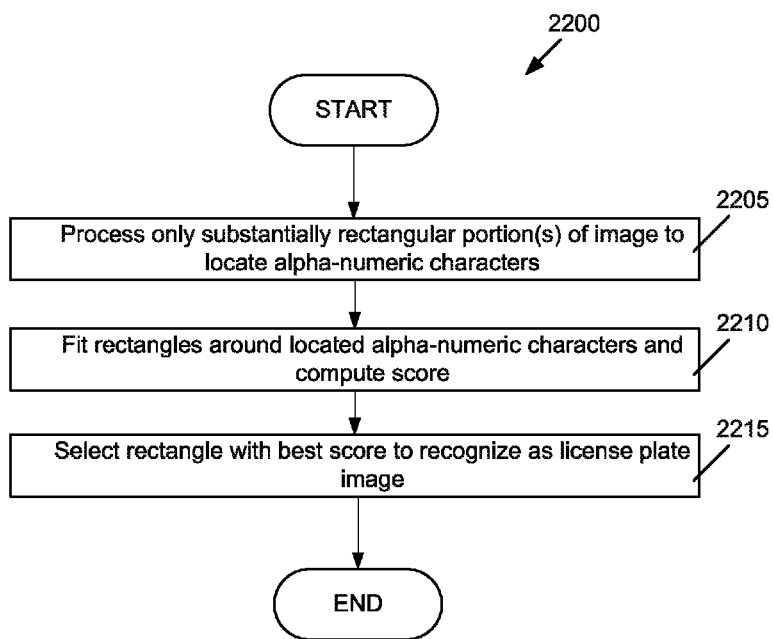 2200
START
2205
Process only substantially rectangular portion(s) of image to
locate alpha-numeric characters
2210
Fit rectangles around located alpha-numeric characters and
compute score
2215
Select rectangle with best score to recognize as license plate
image
END